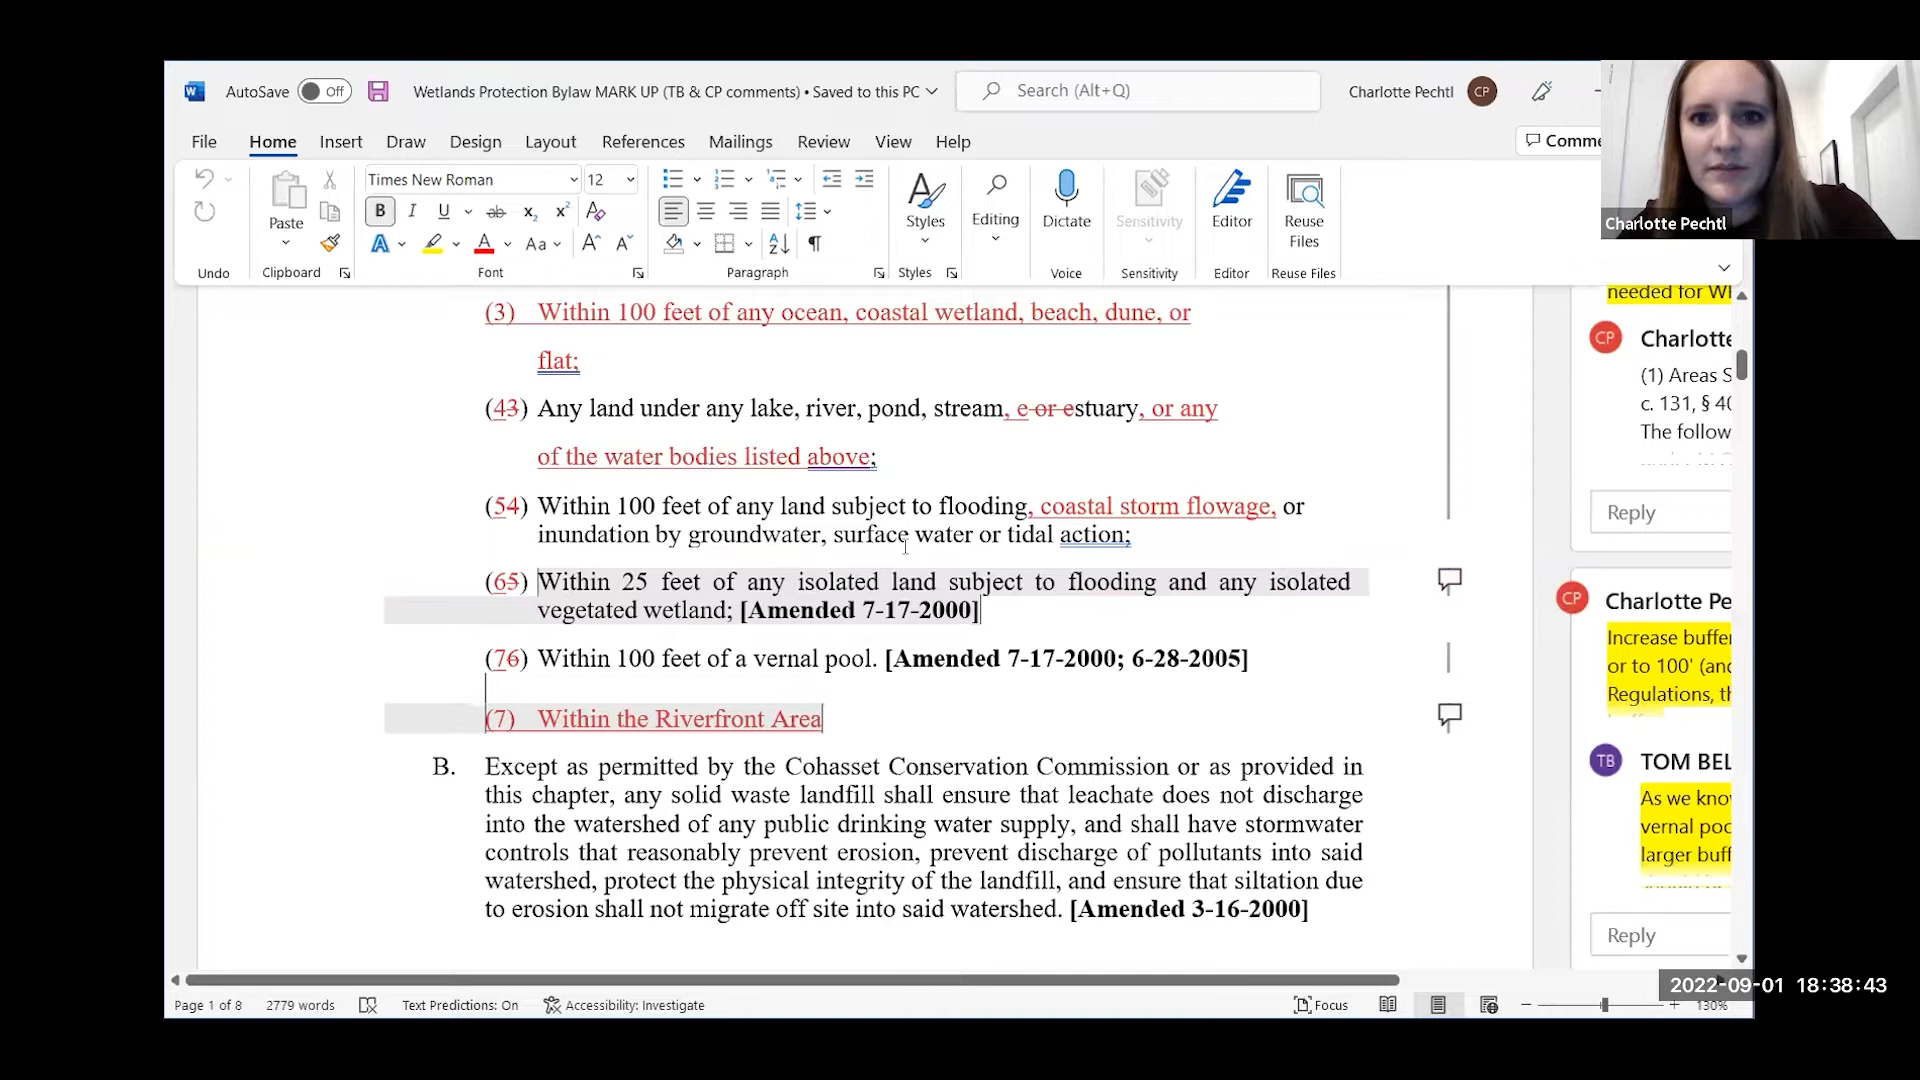 AutoSave Off Wetlands Protection Bylaw MARK UP (TB & CP comments) • Saved to this PC Search (Alt+Q) Charlotte Pechtl CP
File Home Insert Draw Design Layout References Mailings Review View Help Comme
Charlotte Pechtl
Times New Roman 12
Paste Styles Editing Dictate Sensitivity Editor Reuse Files
Undo Clipboard Font Paragraph Styles Voice Sensitivity Editor Reuse Files
(3) Within 100 feet of any ocean, coastal wetland, beach, dune, or
flat;
(43) Any land under any lake, river, pond, stream, e or estuary, or any
of the water bodies listed above;
(54) Within 100 feet of any land subject to flooding, coastal storm flowage, or
inundation by groundwater, surface water or tidal action;
(65) Within 25 feet of any isolated land subject to flooding and any isolated
vegetated wetland; [Amended 7-17-2000]
(76) Within 100 feet of a vernal pool. [Amended 7-17-2000; 6-28-2005]
(7) Within the Riverfront Area
B. Except as permitted by the Cohasset Conservation Commission or as provided in
this chapter, any solid waste landfill shall ensure that leachate does not discharge
into the watershed of any public drinking water supply, and shall have stormwater
controls that reasonably prevent erosion, prevent discharge of pollutants into said
watershed, protect the physical integrity of the landfill, and ensure that siltation due
to erosion shall not migrate off site into said watershed. [Amended 3-16-2000]
needed for
CP Charlotte
(1) Areas S
c. 131, § 40
The follow
Reply
CP Charlotte Pe
Increase buffe
or to 100' (and
Regulations, th
TB TOM BEL
As we kno
vernal poo
larger buff
Reply
2022-09-01 18:38:43
Page 1 of 8 2779 words Text Predictions: On Accessibility: Investigate Focus 130%